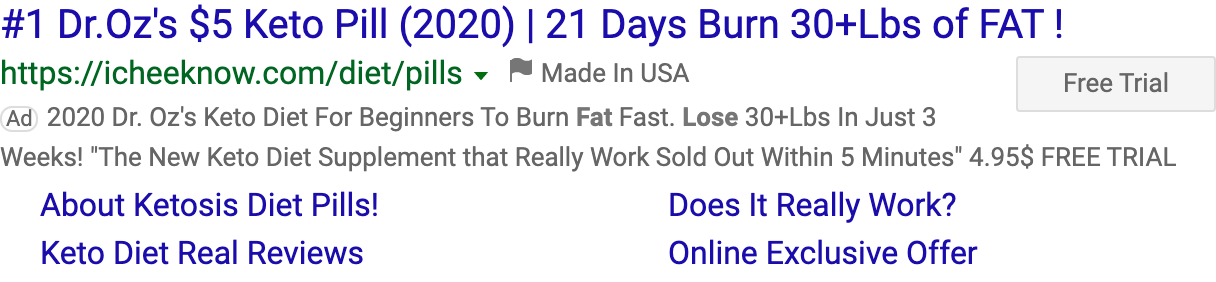 #1 Dr.Oz's $5 Keto Pill (2020) | 21 Days Burn 30+Lbs of FAT !
https://icheeknow.com/diet/pills Made In USA
Free Trial
Ad 2020 Dr. Oz's Keto Diet For Beginners To Burn Fat Fast. Lose 30+Lbs In Just 3
Weeks! "The New Keto Diet Supplement that Really Work Sold Out Within 5 Minutes" 4.95$ FREE TRIAL
About Ketosis Diet Pills! Does It Really Work?
Keto Diet Real Reviews Online Exclusive Offer